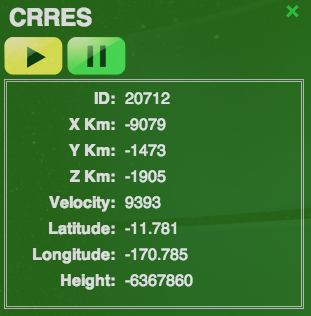 CRRES
ID: 20712
X Km: -9079
Y Km: -1473
Z Km: -1905
Velocity: 9393
Latitude: -11.781
Longitude: -170.785
Height: -6367860